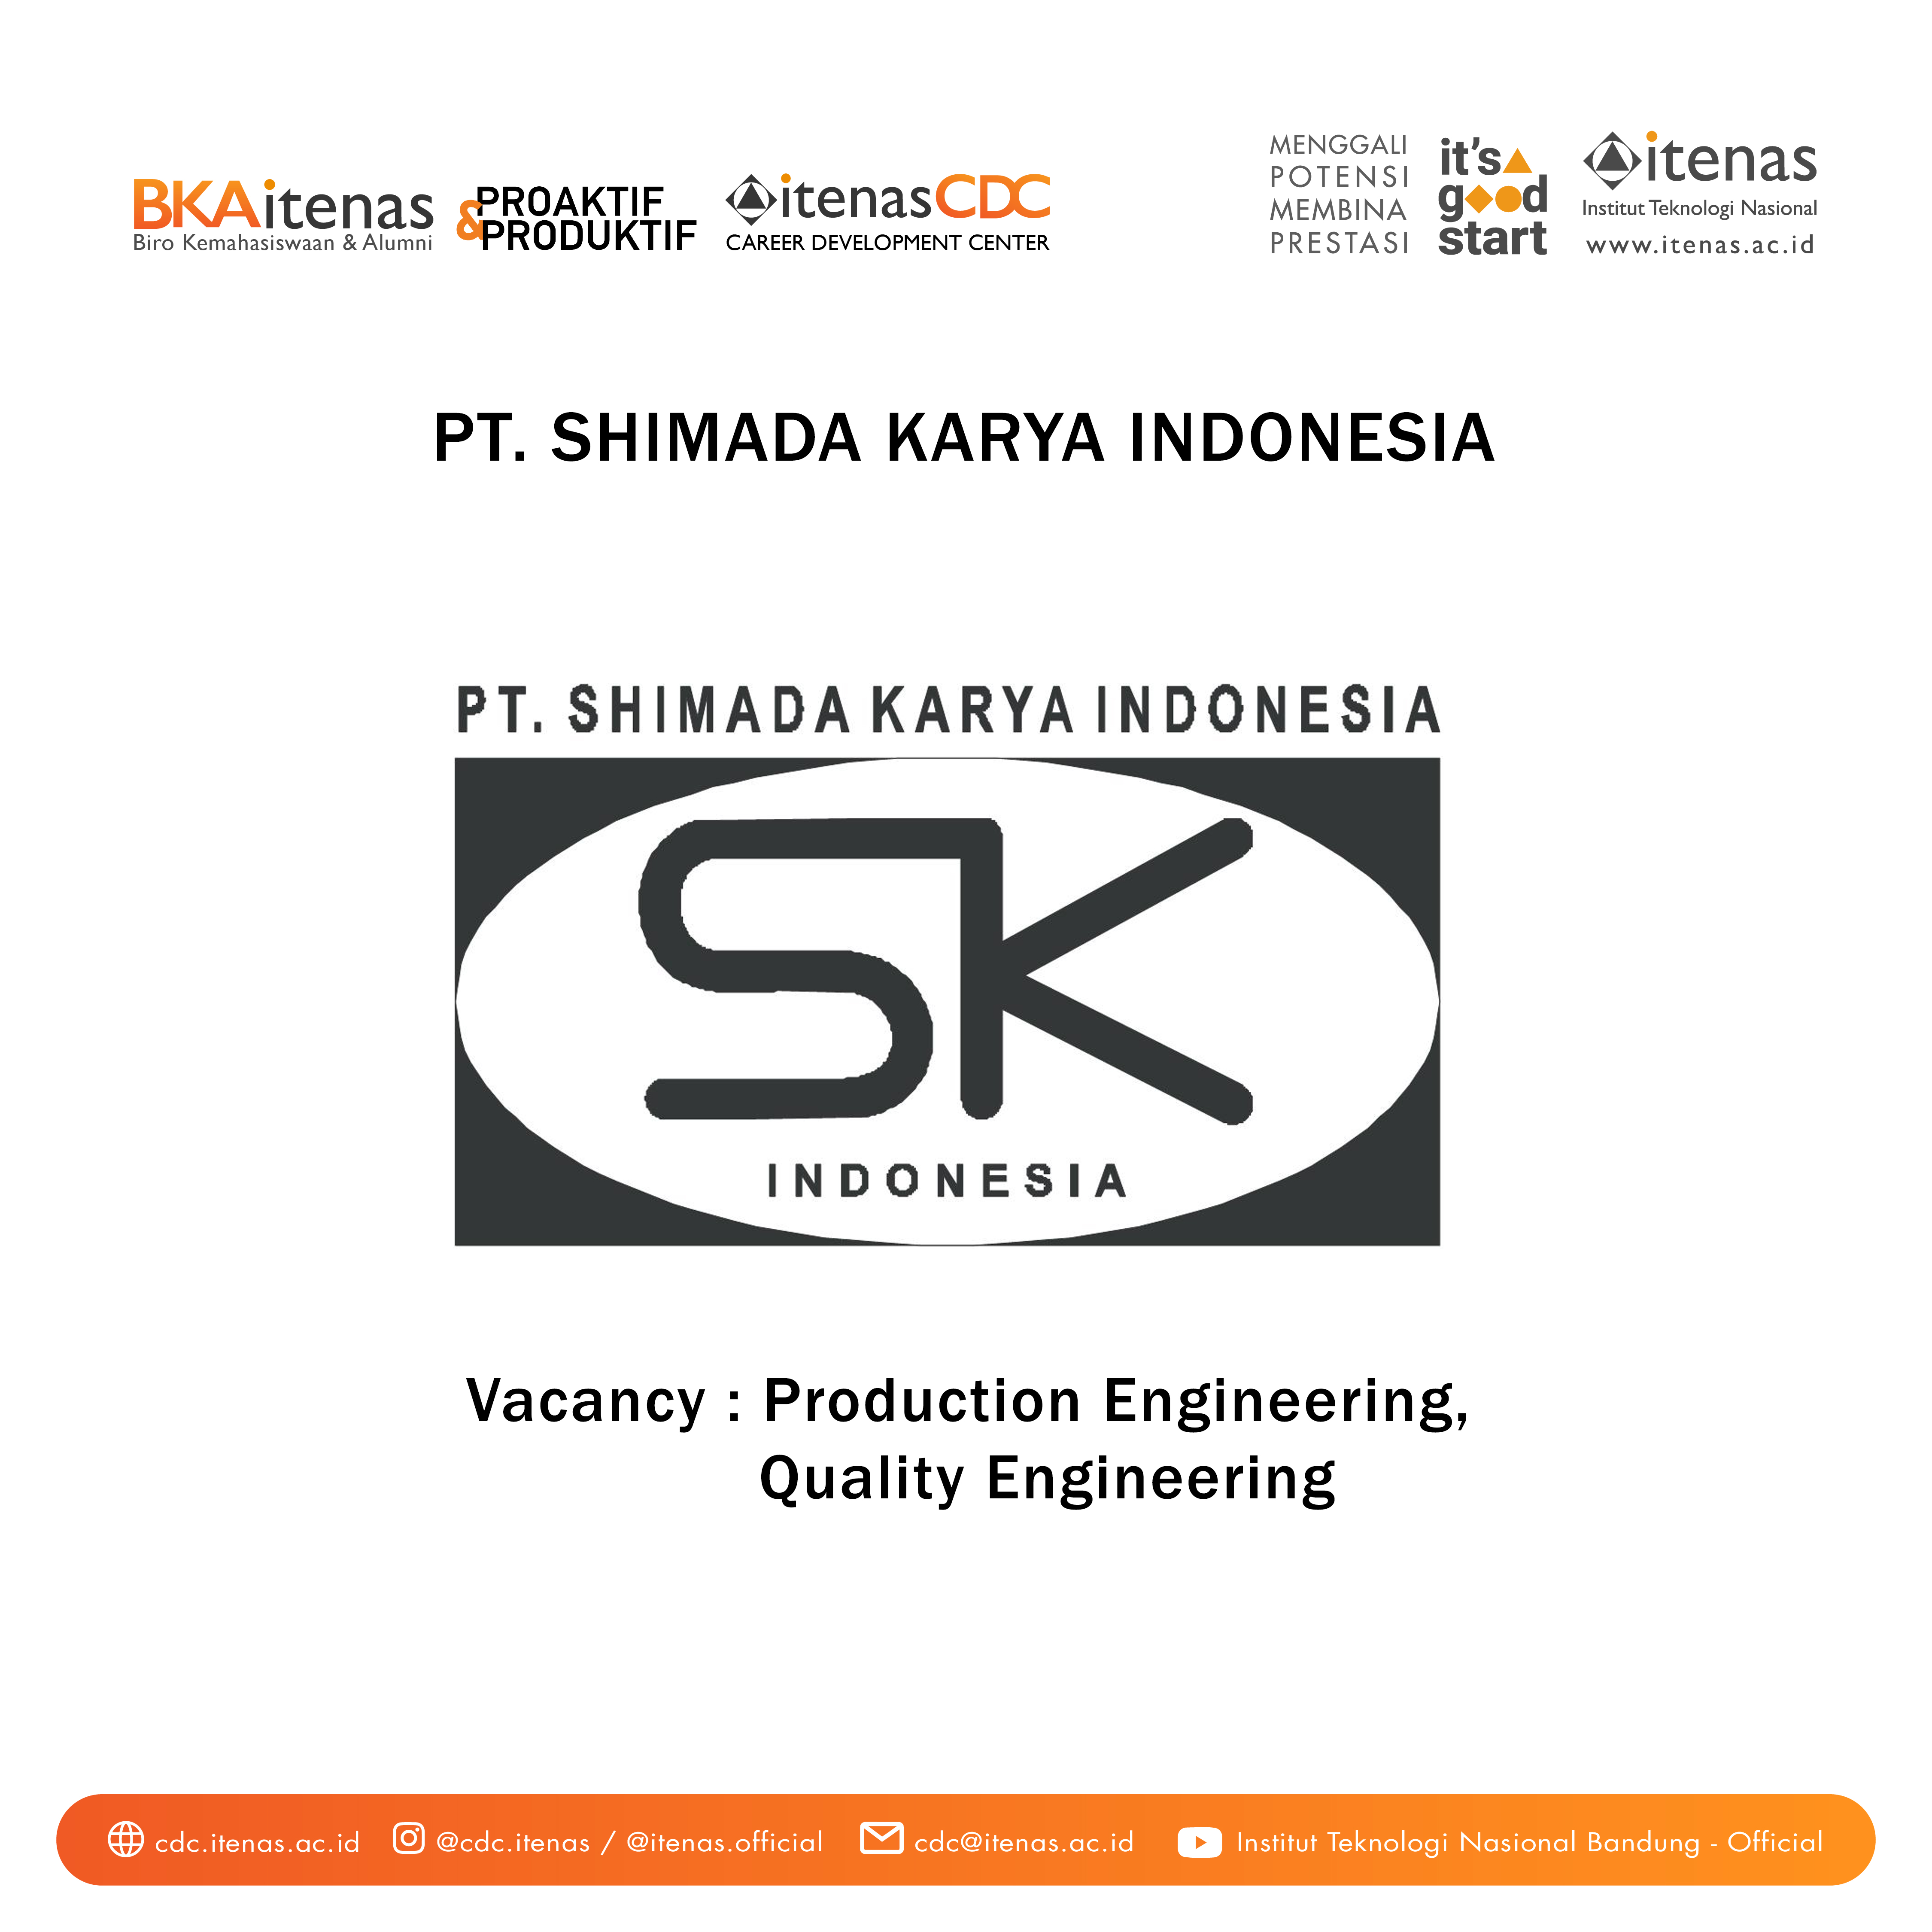 BKAitenas
Biro Kemahasiswaan & Alumni
PROAKTIF
&PRODUKTIF
itenasCDC
CAREER DEVELOPMENT CENTER
MENGGALI
POTENSI
MEMBINA
PRESTASI
it's
good
start
itenas
Institut Teknologi Nasional
www.itenas.ac.id
PT. SHIMADA KARYA INDONESIA
PT. SHIMADA KARYA INDONESIA
SK
INDONESIA
Vacancy : Production Engineering,
Quality Engineering
cdc.itenas.ac.id @cdc.itenas / @itenas.official cdc@itenas.ac.id Institut Teknologi Nasional Bandung - Official